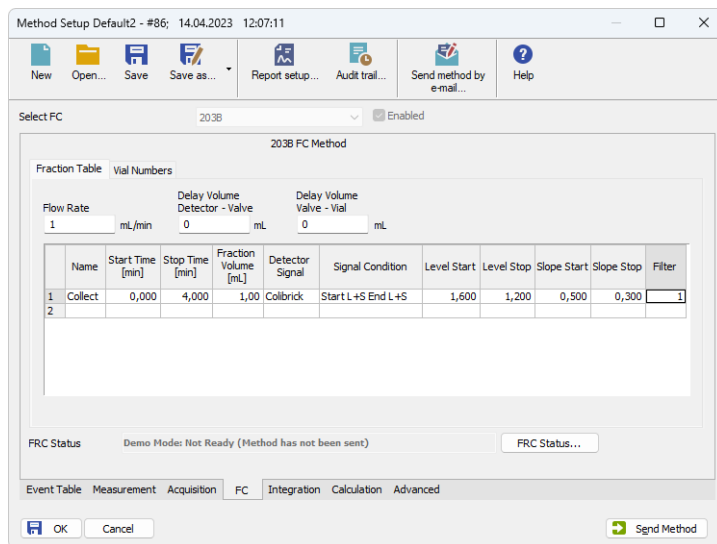 Method Setup Default2 - #86;   14.04.2023   12:07:11
New
Open...
Save
Save as...
Report setup...
Audit trail...
Send method by
e-mail...
Help
Select FC
203B
Enabled
203B FC Method
Fraction Table
Vial Numbers
Flow Rate
1
mL/min
Delay Volume
Detector - Valve
0
mL
Delay Volume
Valve - Vial
0
mL
Name
Start Time
[min]
Stop Time
[min]
Fraction
Volume
[mL]
Detector
Signal
Signal Condition
Level Start
Level Stop
Slope Start
Slope Stop
Filter
1 Collect 0,000 4,000 1,00 Colibrick Start L+S End L+S 1,600 1,200 0,500 0,300 1
2
FRC Status
Demo Mode: Not Ready (Method has not been sent)
FRC Status...
Event Table Measurement Acquisition FC Integration Calculation Advanced
OK
Cancel
Send Method